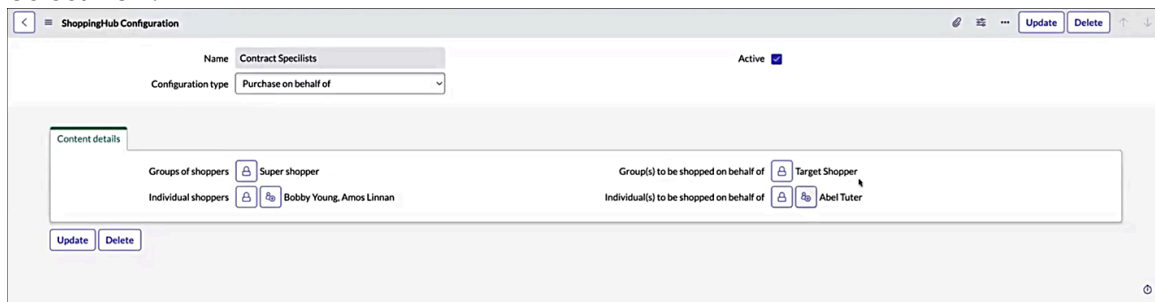 ShoppingHub Configuration Update Delete
Name Contract Specilists Active
Configuration type Purchase on behalf of
Content details
Groups of shoppers Super shopper Group(s) to be shopped on behalf of Target Shopper
Individual shoppers Bobby Young, Amos Linnan Individual(s) to be shopped on behalf of Abel Tuter
Update Delete